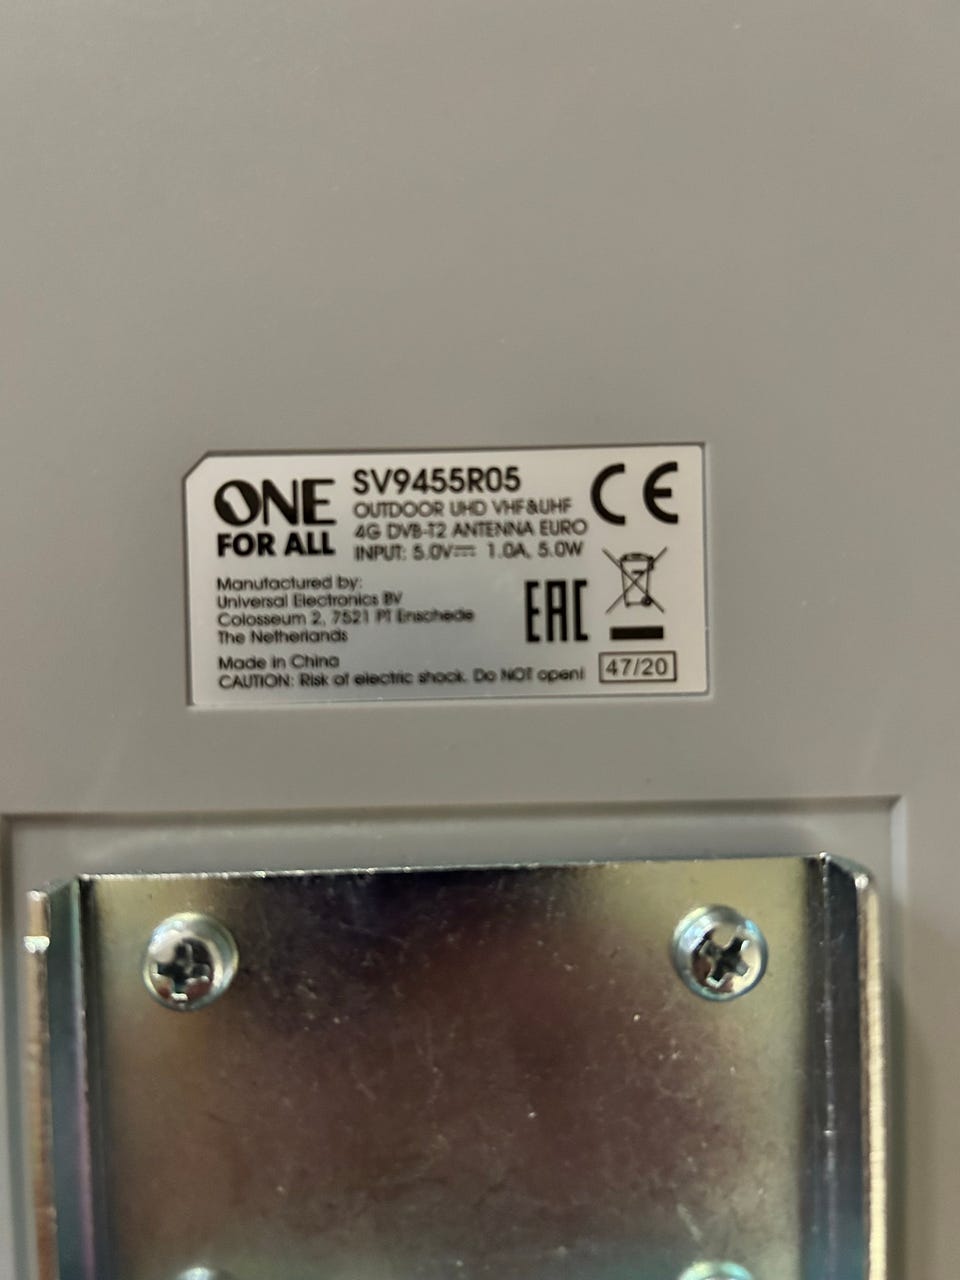 ONE
FOR ALL
SV9455R05
OUTDOOR UHD VHF&UHF
4G DVB-T2 ANTENNA EURO
INPUT: 5.0V⎓ 1.0A, 5.0W
CE
Manufactured by:
Universal Electronics BV
Colosseum 2, 7521 PT Enschede
The Netherlands
EAC
Made in China
CAUTION: Risk of electric shock. Do NOT open!
47/20